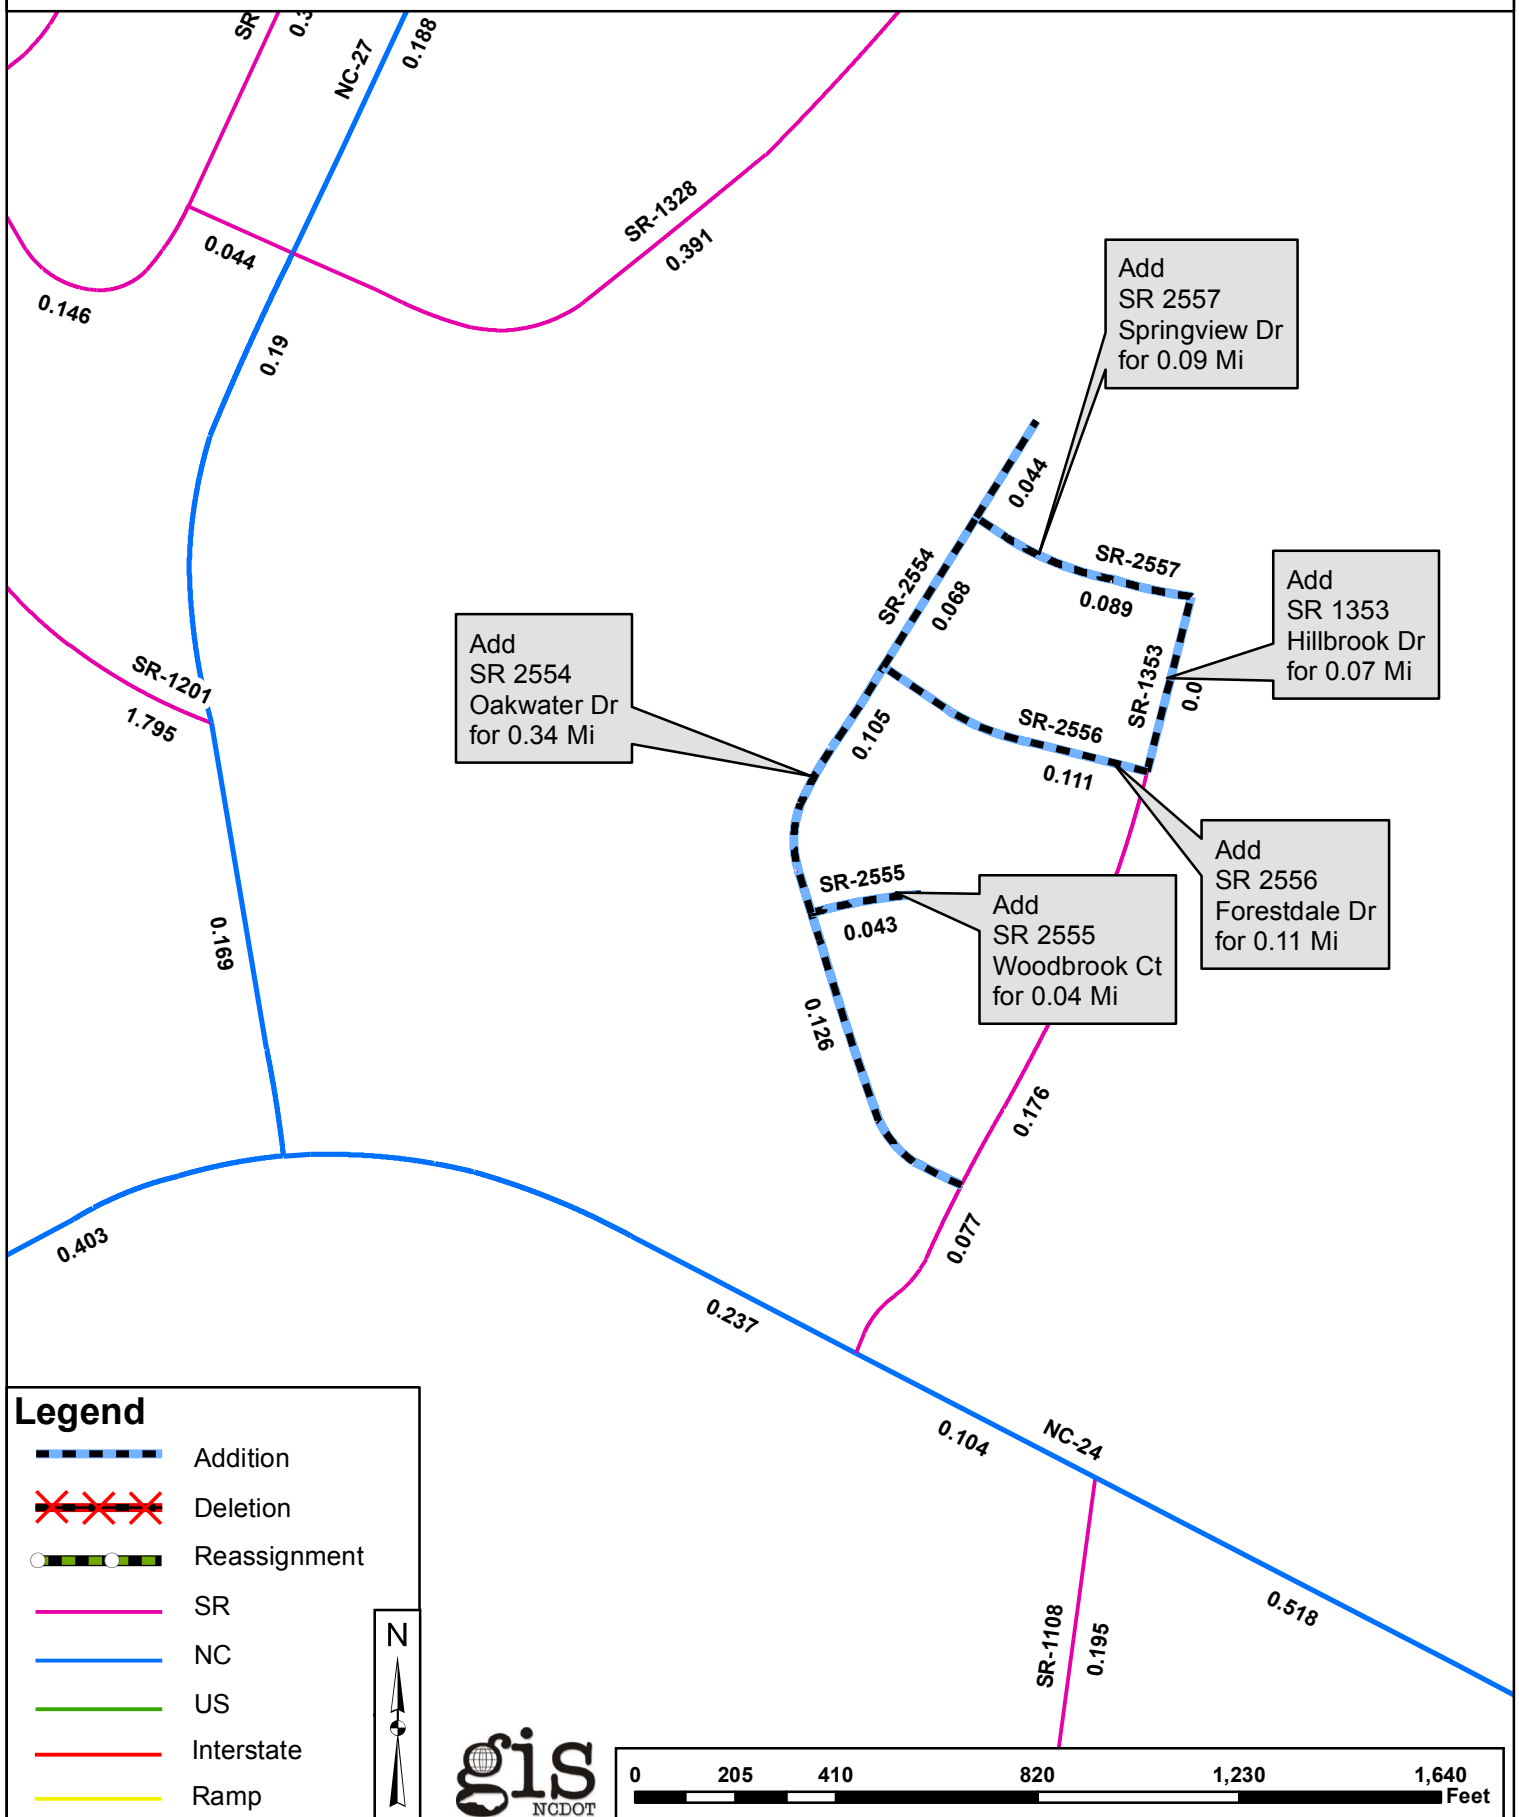 SR
NC-27
0.188
SR-1328
0.391
0.044
0.146
0.19
Add
SR 2557
Springview Dr
for 0.09 Mi
0.044
SR-2557
0.089
SR-2554
0.068
Add
SR 1353
Hillbrook Dr
for 0.07 Mi
SR-1353
Add
SR 2554
Oakwater Dr
for 0.34 Mi
SR-1201
1.795
0.105
SR-2556
0.111
Add
SR 2556
Forestdale Dr
for 0.11 Mi
SR-2555
0.043
Add
SR 2555
Woodbrook Ct
for 0.04 Mi
0.169
0.126
0.176
0.077
0.403
0.237
0.104
NC-24
0.518
SR-1108
0.195
Legend
Addition
Deletion
Reassignment
SR
NC
US
Interstate
Ramp
N
gis
NCDOT
0 205 410 820 1,230 1,640
Feet